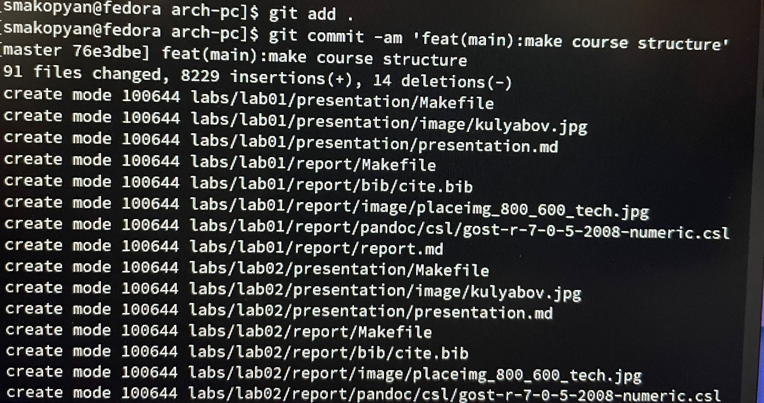 [smakopyan@fedora arch-pc]$ git add .
[smakopyan@fedora arch-pc]$ git commit -am 'feat(main):make course structure'
[master 76e3dbe] feat(main):make course structure
91 files changed, 8229 insertions(+), 14 deletions(-)
create mode 100644 labs/lab01/presentation/Makefile
create mode 100644 labs/lab01/presentation/image/kulyabov.jpg
create mode 100644 labs/lab01/presentation/presentation.md
create mode 100644 labs/lab01/report/Makefile
create mode 100644 labs/lab01/report/bib/cite.bib
create mode 100644 labs/lab01/report/image/placeimg_800_600_tech.jpg
create mode 100644 labs/lab01/report/pandoc/csl/gost-r-7-0-5-2008-numeric.csl
create mode 100644 labs/lab01/report/report.md
create mode 100644 labs/lab02/presentation/Makefile
create mode 100644 labs/lab02/presentation/image/kulyabov.jpg
create mode 100644 labs/lab02/presentation/presentation.md
create mode 100644 labs/lab02/report/Makefile
create mode 100644 labs/lab02/report/bib/cite.bib
create mode 100644 labs/lab02/report/image/placeimg_800_600_tech.jpg
create mode 100644 labs/lab02/report/pandoc/csl/gost-r-7-0-5-2008-numeric.csl